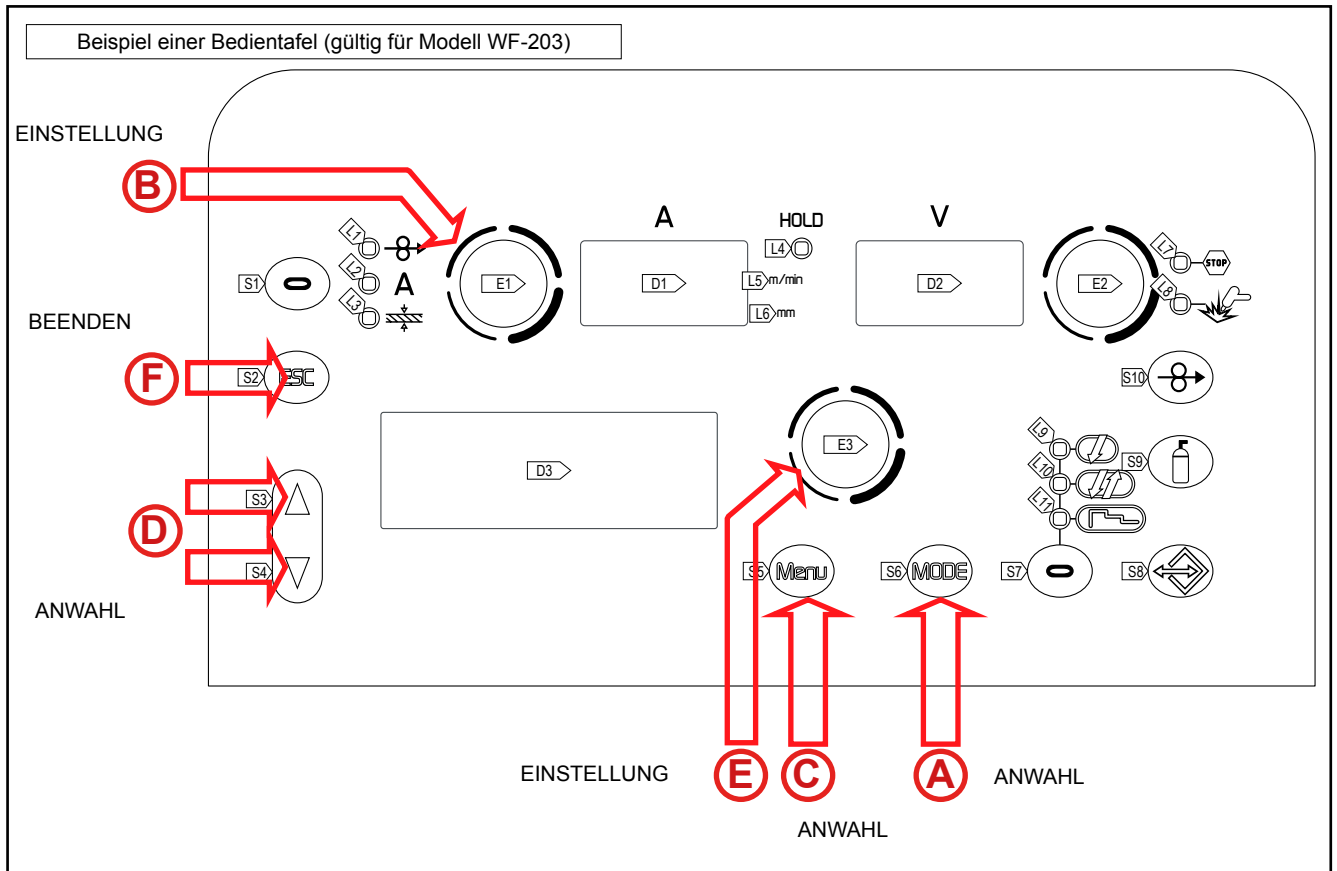 Beispiel einer Bedientafel (gültig für Modell WF-203)
EINSTELLUNG
B
A
HOLD
V
L1
L4
L7
STOP
S1
L2
A
E1
D1
L5 m/min
D2
E2
L8
L3
L6 mm
BEENDEN
F
S2
ESC
S10
E3
L9
D3
L10
S9
S3
L11
D
S4
S5
Menu
S6
MODE
S7
S8
ANWAHL
EINSTELLUNG
E
C
A
ANWAHL
ANWAHL